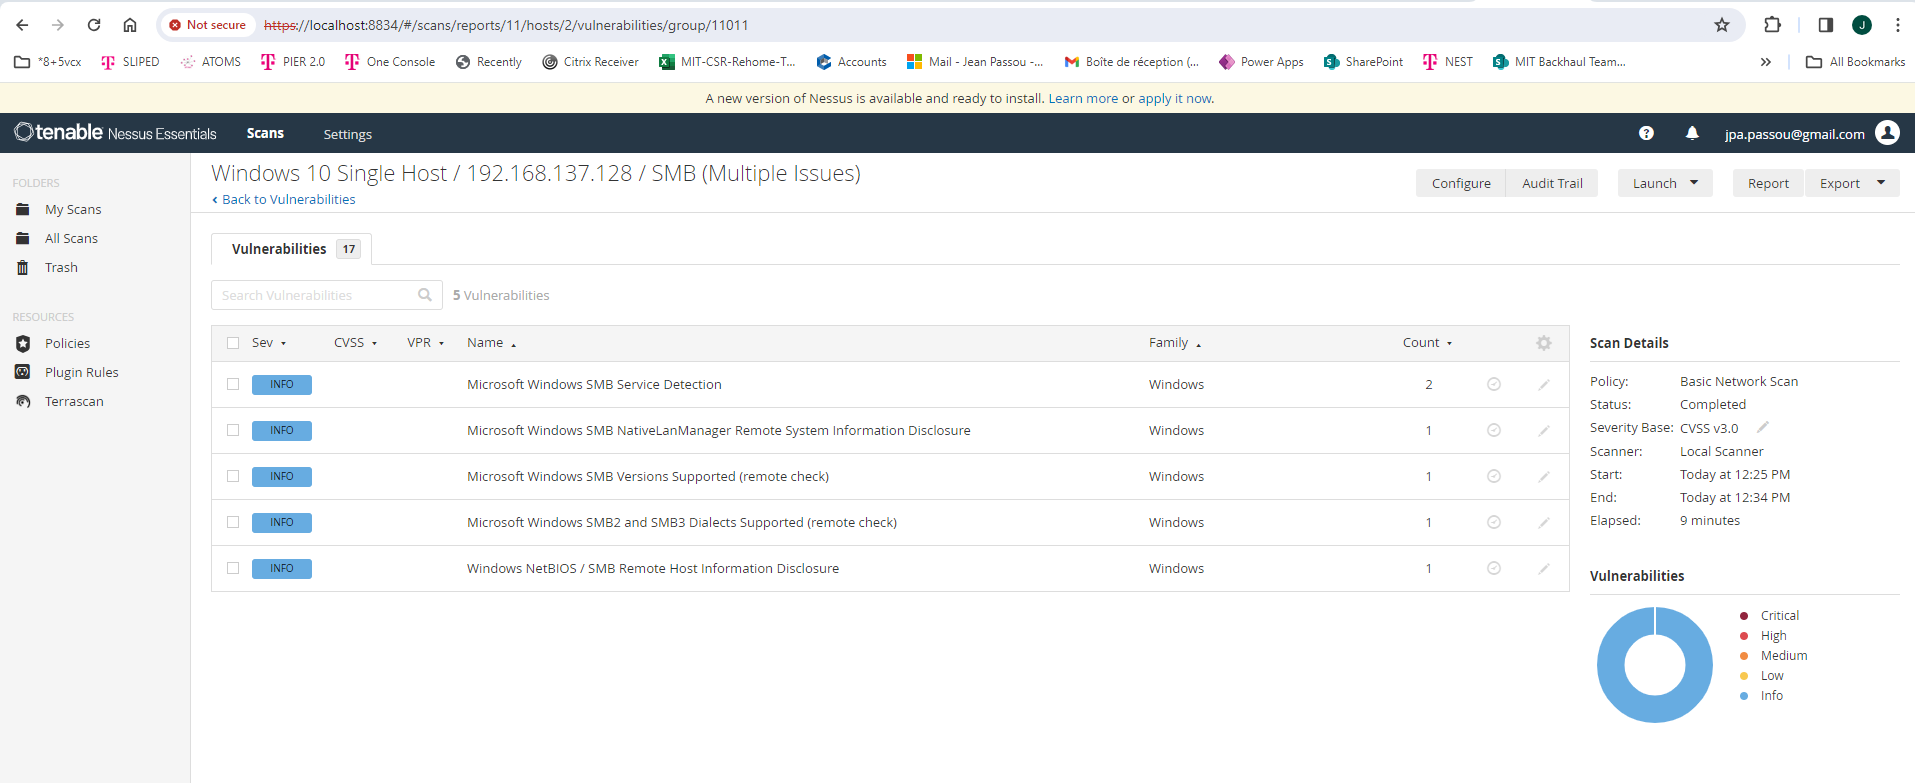 Not secure https://localhost:8834/#/scans/reports/11/hosts/2/vulnerabilities/group/11011 J
*8+5vcx SLIPED ATOMS PIER 2.0 One Console Recently Citrix Receiver MIT-CSR-Rehome-T... Accounts Mail - Jean Passou -... Boîte de réception (... Power Apps SharePoint NEST MIT Backhaul Team... » All Bookmarks
A new version of Nessus is available and ready to install. Learn more or apply it now.
tenable Nessus Essentials Scans Settings jpa.passou@gmail.com
FOLDERS
My Scans
All Scans
Trash
RESOURCES
Policies
Plugin Rules
Terrascan
Windows 10 Single Host / 192.168.137.128 / SMB (Multiple Issues)
‹ Back to Vulnerabilities
Configure Audit Trail Launch Report Export
Vulnerabilities 17
Search Vulnerabilities 5 Vulnerabilities
Sev CVSS VPR Name Family Count
INFO Microsoft Windows SMB Service Detection Windows 2
INFO Microsoft Windows SMB NativeLanManager Remote System Information Disclosure Windows 1
INFO Microsoft Windows SMB Versions Supported (remote check) Windows 1
INFO Microsoft Windows SMB2 and SMB3 Dialects Supported (remote check) Windows 1
INFO Windows NetBIOS / SMB Remote Host Information Disclosure Windows 1
Scan Details
Policy: Basic Network Scan
Status: Completed
Severity Base: CVSS v3.0
Scanner: Local Scanner
Start: Today at 12:25 PM
End: Today at 12:34 PM
Elapsed: 9 minutes
Vulnerabilities
Critical
High
Medium
Low
Info